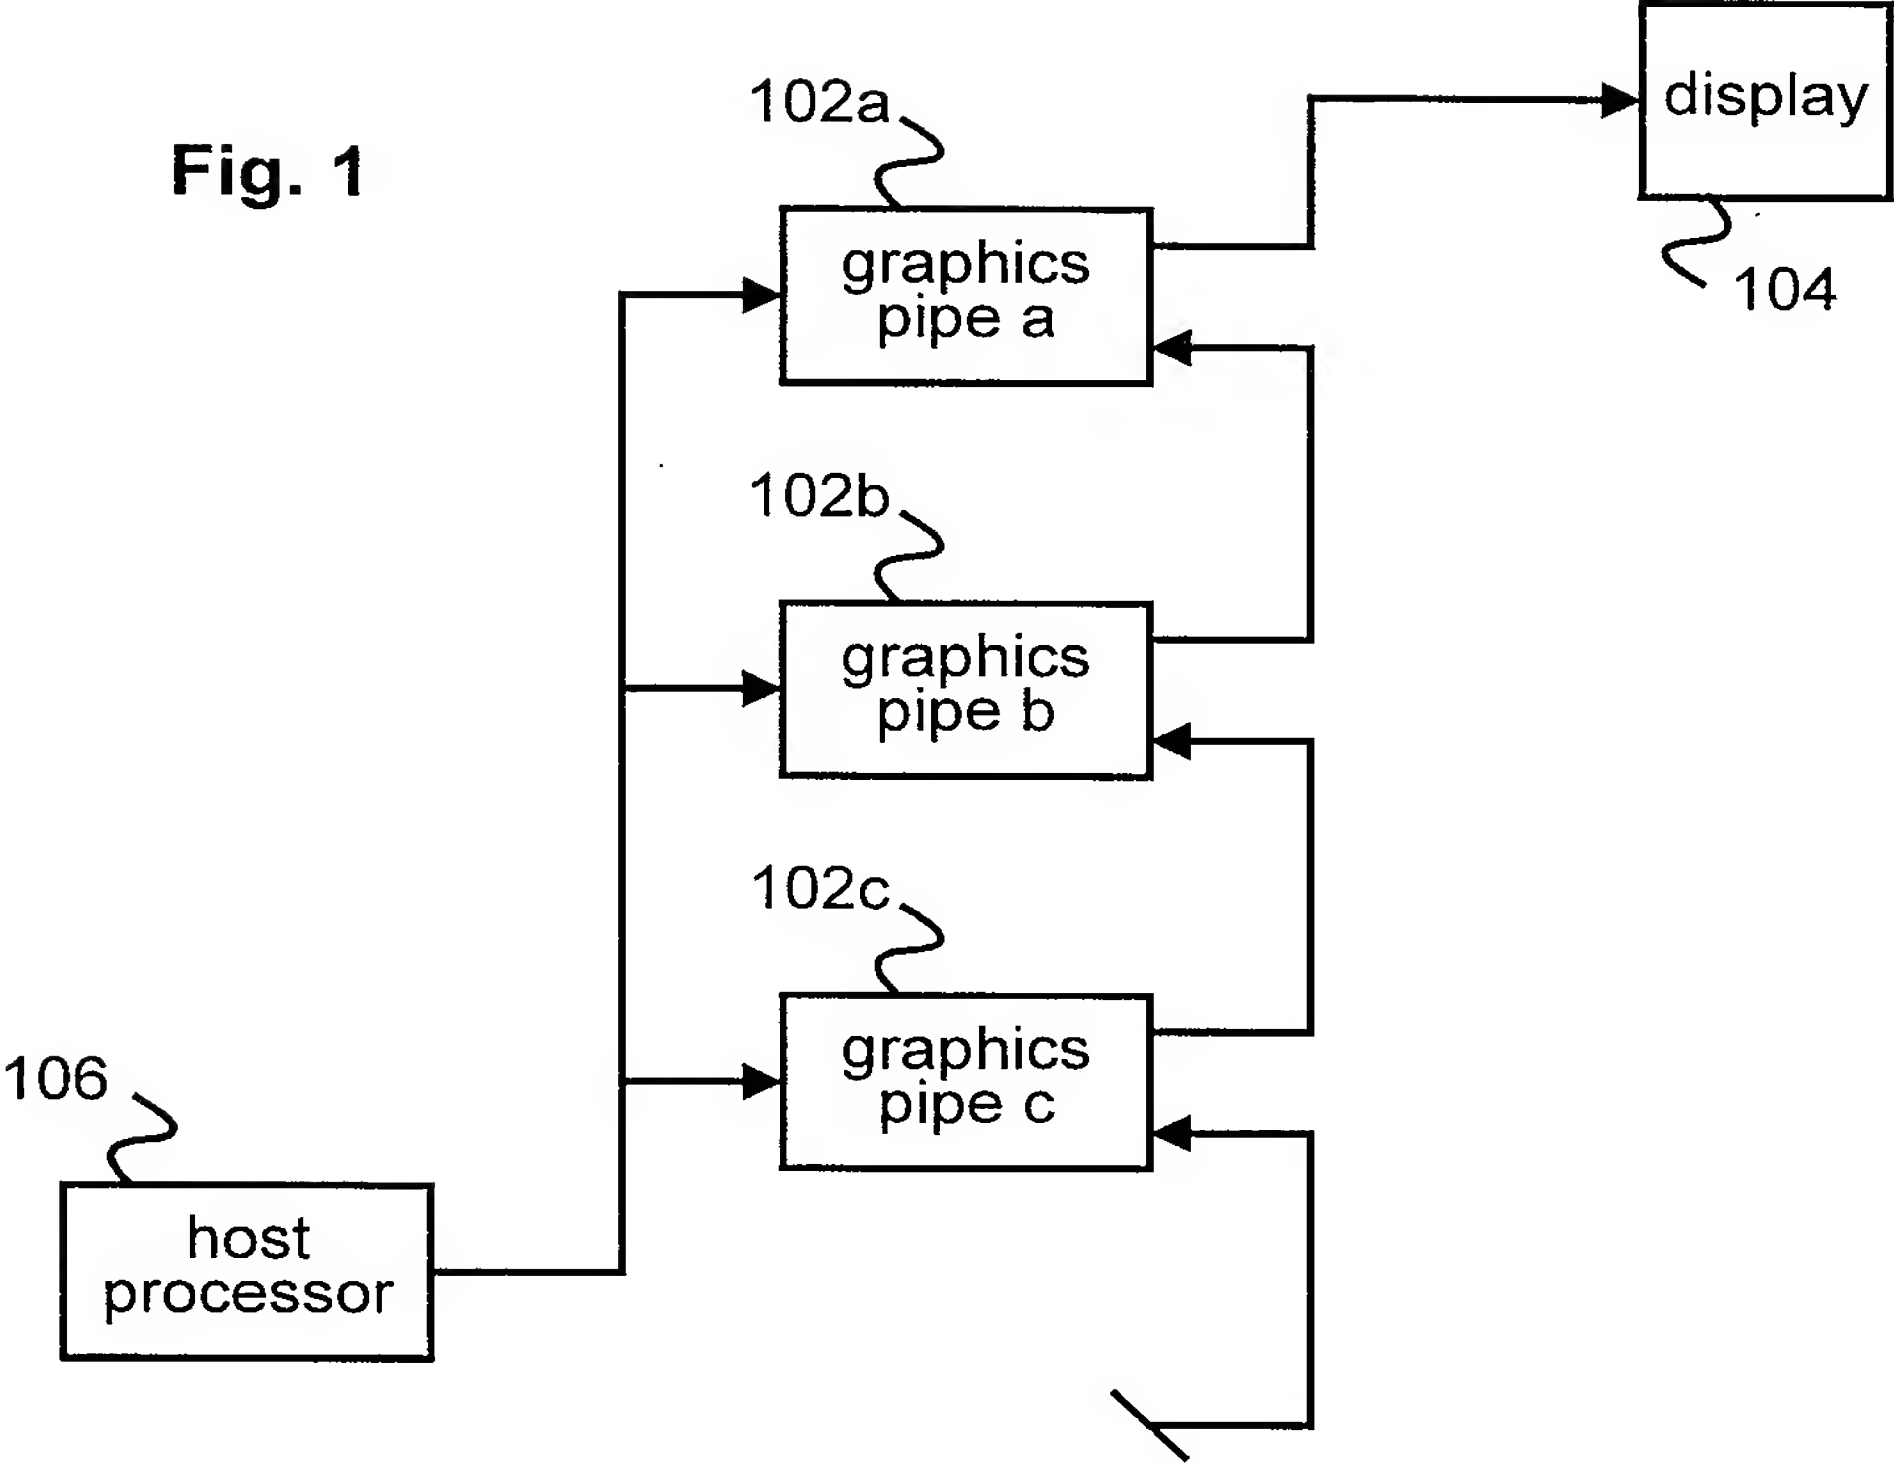 Fig. 1
display
104
102a
graphics
pipe a
102b
graphics
pipe b
102c
graphics
pipe c
106
host
processor